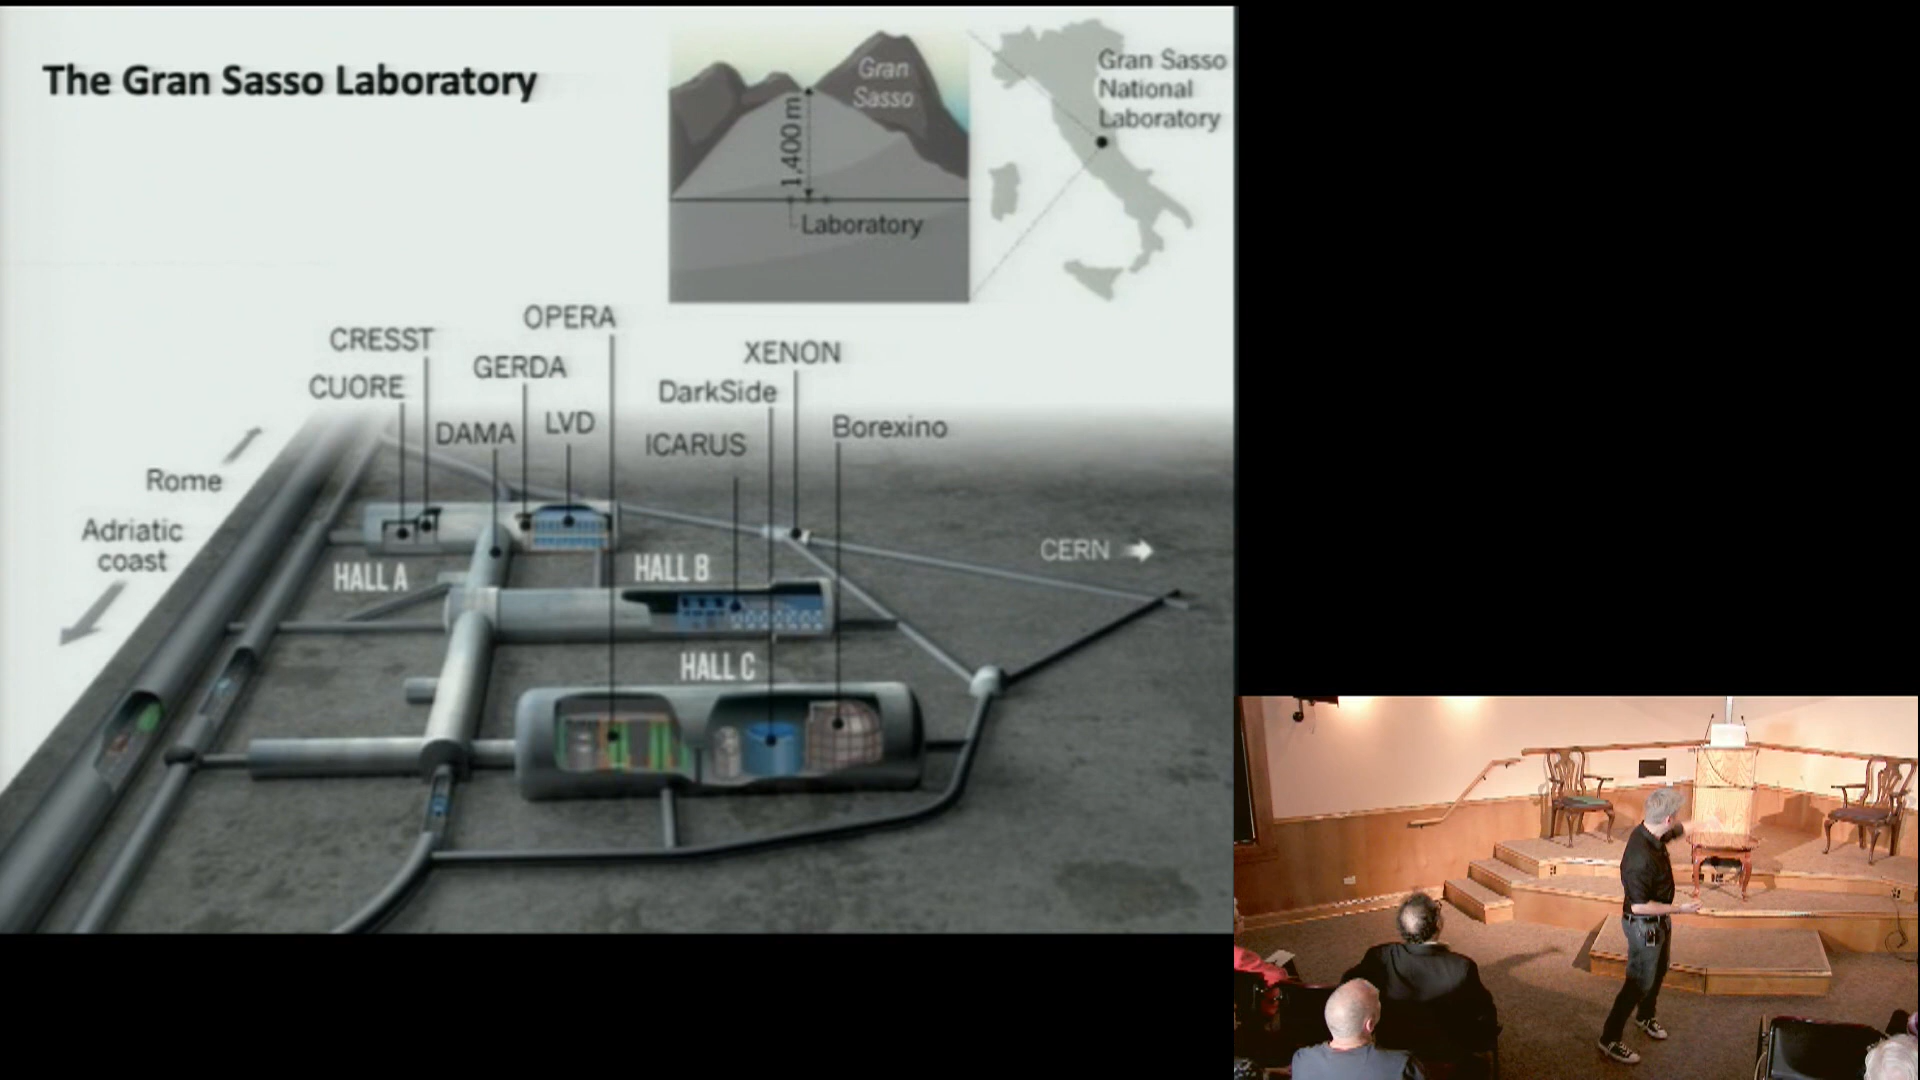 The Gran Sasso Laboratory
Gran
Sasso
1,400 m
Laboratory
Gran Sasso
National
Laboratory
OPERA
CRESST
XENON
GERDA
CUORE
DarkSide
LVD
DAMA
ICARUS
Borexino
Rome
Adriatic
coast
CERN
HALL A
HALL B
HALL C